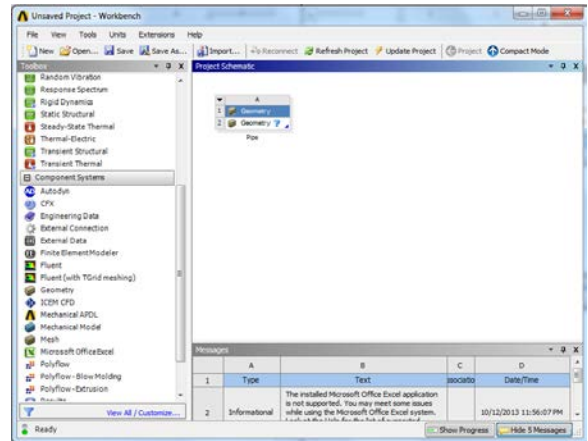 Unsaved Project - Workbench
File View Tools Units Extensions Help
New Open... Save Save As... Import... Reconnect Refresh Project Update Project Project Compact Mode
Toolbox
Project Schematic
Random Vibration
Response Spectrum
Rigid Dynamics
Static Structural
Steady-State Thermal
Thermal-Electric
Transient Structural
Transient Thermal
Component Systems
Autodyn
CFX
Engineering Data
External Connection
External Data
Finite Element Modeler
Fluent
Fluent (with TGrid meshing)
Geometry
ICEM CFD
Mechanical APDL
Mechanical Model
Mesh
Microsoft Office Excel
Polyflow
Polyflow - Blow Molding
Polyflow - Extrusion
View All / Customize...
A
1 Geometry
2 Geometry ?
Messages
A B C D
1 Type Text ssociatio Date/Time
2 Informational
The installed Microsoft Office Excel application
is not supported. You may meet some issues
while using the Microsoft Office Excel system.
10/12/2013 11:56:07 PM
Ready
Show Progress
Hide 5 Messages